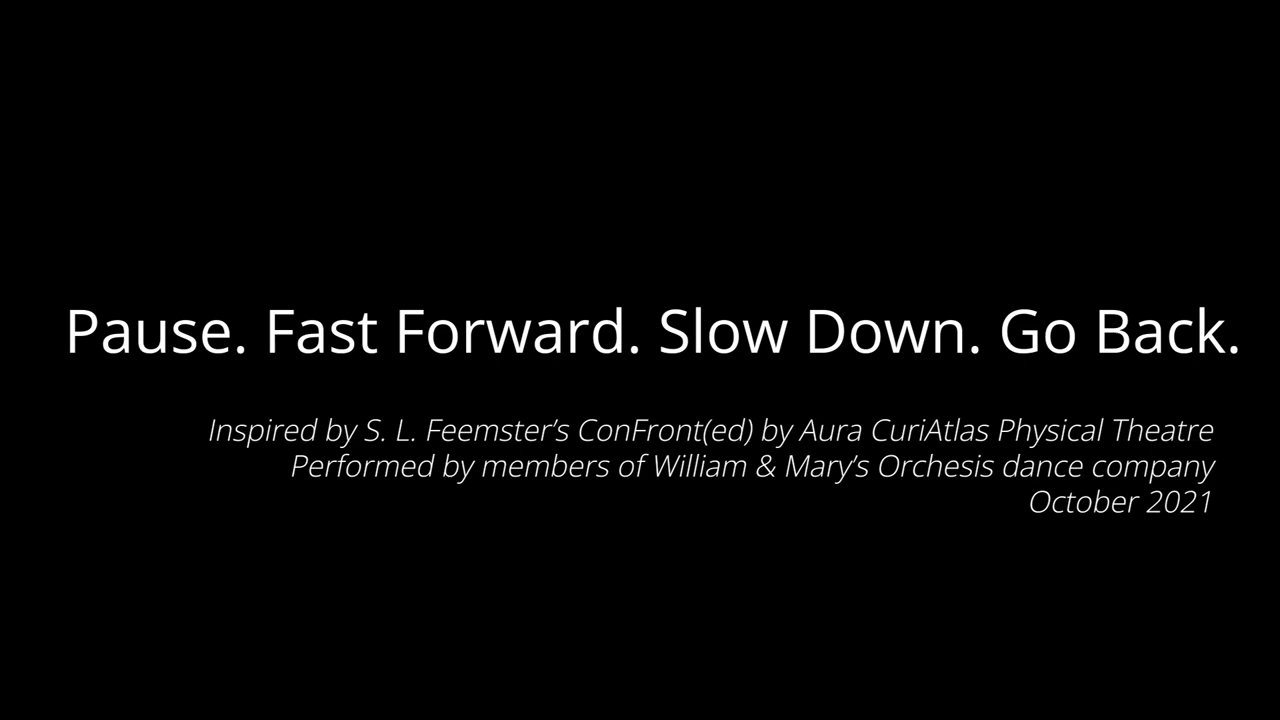 Pause. Fast Forward. Slow Down. Go Back.
Inspired by S. L. Feemster’s ConFront(ed) by Aura CuriAtlas Physical Theatre
Performed by members of William & Mary’s Orchesis dance company
October 2021